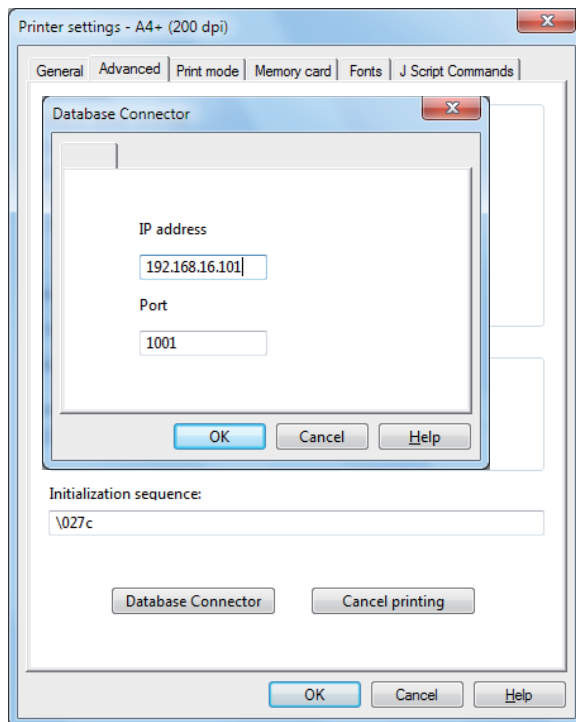 Printer settings - A4+ (200 dpi)
General Advanced Print mode Memory card Fonts J Script Commands
Database Connector
IP address
192.168.16.101
Port
1001
OK Cancel Help
Initialization sequence:
\027c
Database Connector Cancel printing
OK Cancel Help